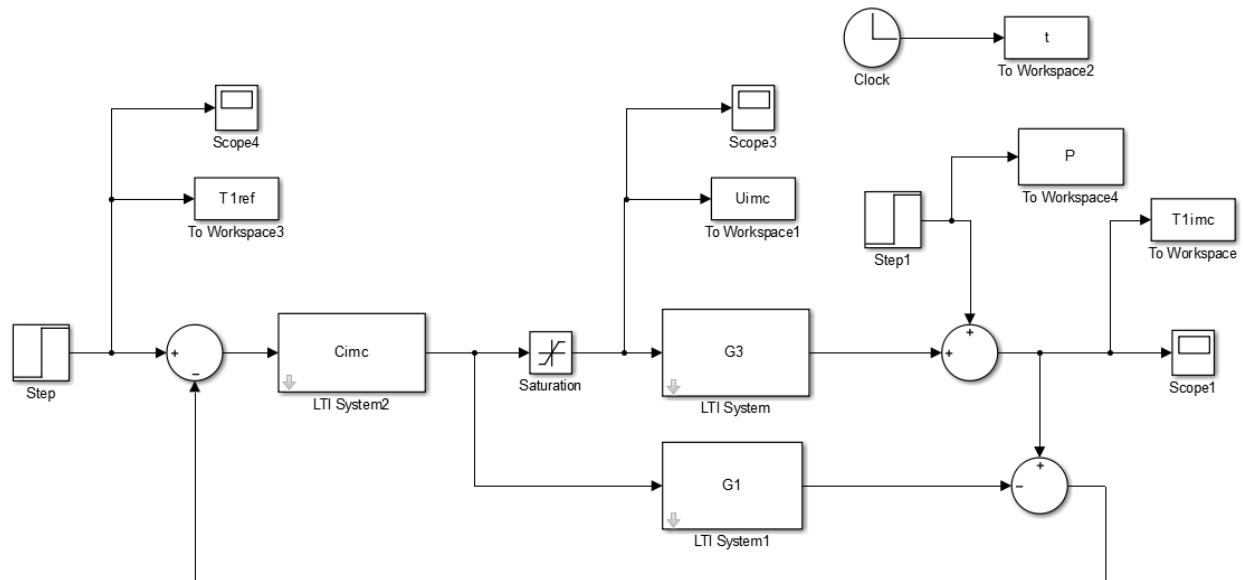 t
Clock
To Workspace2
Scope4
Scope3
P
To Workspace4
T1ref
To Workspace3
Uimc
To Workspace1
Step1
T1imc
To Workspace
Step
+
−
Cimc
LTI System2
Saturation
G3
LTI System
+
+
Scope1
G1
LTI System1
+
−